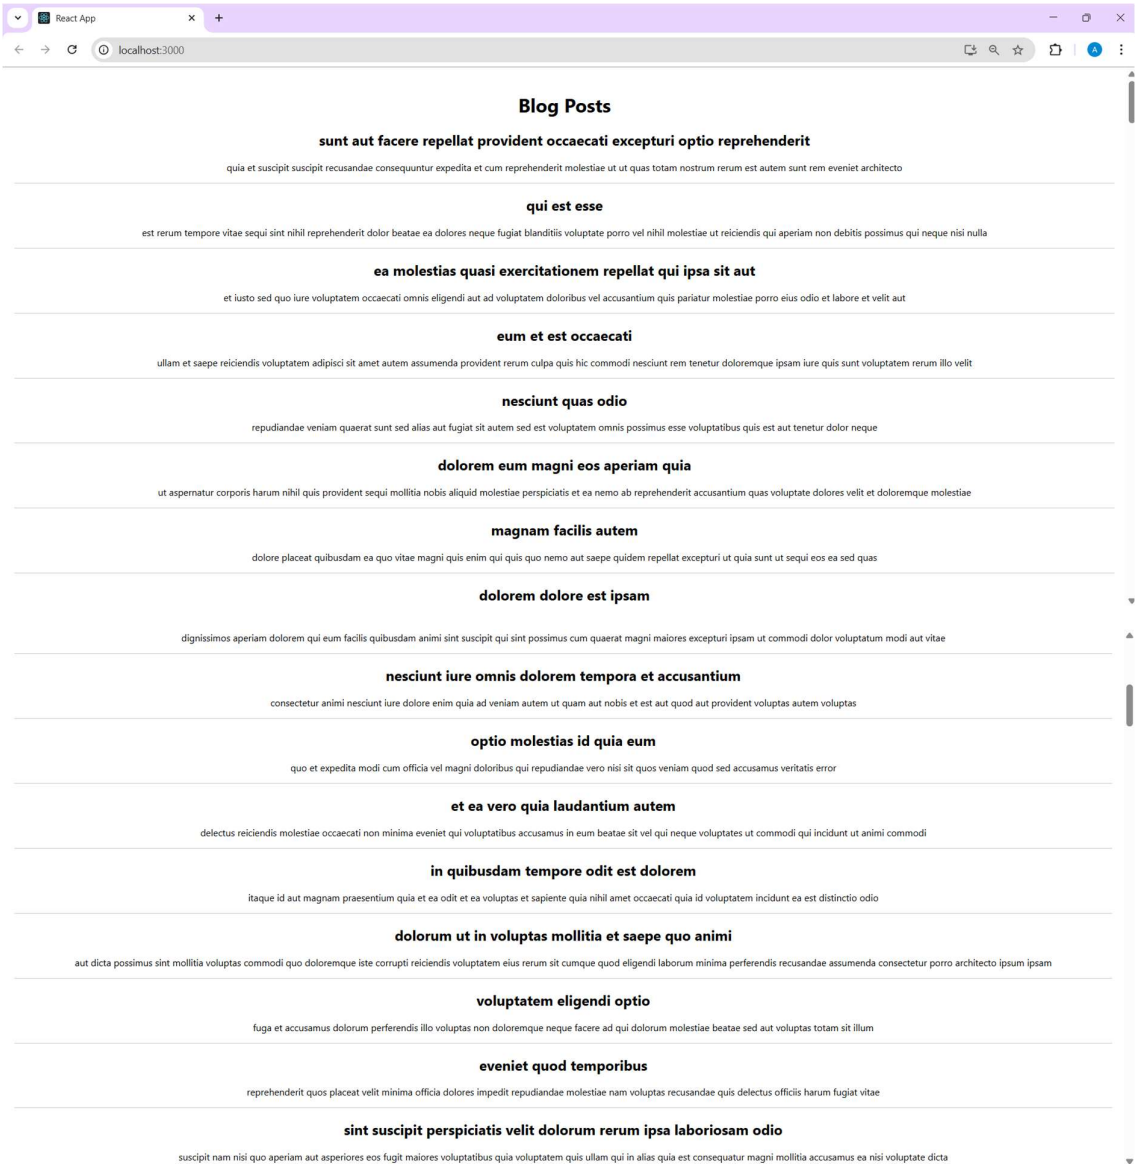 React App
localhost:3000
A
Blog Posts
sunt aut facere repellat provident occaecati excepturi optio reprehenderit
quia et suscipit suscipit recusandae consequuntur expedita et cum reprehenderit molestiae ut ut quas totam nostrum rerum est autem sunt rem eveniet architecto
qui est esse
est rerum tempore vitae sequi sint nihil reprehenderit dolor beatae ea dolores neque fugiat blanditiis voluptate porro vel nihil molestiae ut reiciendis qui aperiam non debitis possimus qui neque nisi nulla
ea molestias quasi exercitationem repellat qui ipsa sit aut
et iusto sed quo iure voluptatem occaecati omnis eligendi aut ad voluptatem doloribus vel accusantium quis pariatur molestiae porro eius odio et labore et velit aut
eum et est occaecati
ullam et saepe reiciendis voluptatem adipisci sit amet autem assumenda provident rerum culpa quis hic commodi nesciunt rem tenetur doloremque ipsam iure quis sunt voluptatem rerum illo velit
nesciunt quas odio
repudiandae veniam quaerat sunt sed alias aut fugiat sit autem sed est voluptatem omnis possimus esse voluptatibus quis est aut tenetur dolor neque
dolorem eum magni eos aperiam quia
ut aspernatur corporis harum nihil quis provident sequi mollitia nobis aliquid molestiae perspiciatis et ea nemo ab reprehenderit accusantium quas voluptate dolores velit et doloremque molestiae
magnam facilis autem
dolore placeat quibusdam ea quo vitae magni quis enim qui quis quo nemo aut saepe quidem repellat excepturi ut quia sunt ut sequi eos ea sed quas
dolorem dolore est ipsam
dignissimos aperiam dolorem qui eum facilis quibusdam animi sint suscipit qui sint possimus cum quaerat magni maiores excepturi ipsam ut commodi dolor voluptatum modi aut vitae
nesciunt iure omnis dolorem tempora et accusantium
consectetur animi nesciunt iure dolore enim quia ad veniam autem ut quam aut nobis et est aut quod aut provident voluptas autem voluptas
optio molestias id quia eum
quo et expedita modi cum officia vel magni doloribus qui repudiandae vero nisi sit quos veniam quod sed accusamus veritatis error
et ea vero quia laudantium autem
delectus reiciendis molestiae occaecati non minima eveniet qui voluptatibus accusamus in eum beatae sit vel qui neque voluptates ut commodi qui incidunt ut animi commodi
in quibusdam tempore odit est dolorem
itaque id aut magnam praesentium quia et ea odit et ea voluptas et sapiente quia nihil amet occaecati quia id voluptatem incidunt ea est distinctio odio
dolorum ut in voluptas mollitia et saepe quo animi
aut dicta possimus sint mollitia voluptas commodi quo doloremque iste corrupti reiciendis voluptatem eius rerum sit cumque quod eligendi laborum minima perferendis recusandae assumenda consectetur porro architecto ipsum ipsam
voluptatem eligendi optio
fuga et accusamus dolorum perferendis illo voluptas non doloremque neque facere ad qui dolorum molestiae beatae sed aut voluptas totam sit illum
eveniet quod temporibus
reprehenderit quos placeat velit minima officia dolores impedit repudiandae molestiae nam voluptas recusandae quis delectus officiis harum fugiat vitae
sint suscipit perspiciatis velit dolorum rerum ipsa laboriosam odio
suscipit nam nisi quo aperiam aut asperiores eos fugit maiores voluptatibus quia voluptatem quis ullam qui in alias quia est consequatur magni mollitia accusamus ea nisi voluptate dicta